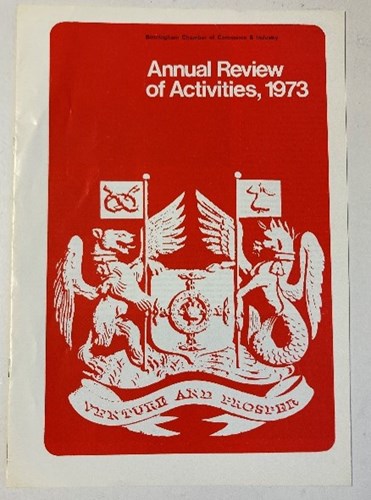 Birmingham Chamber of Commerce & Industry
Annual Review
of Activities, 1973
VENTURE AND PROSPER